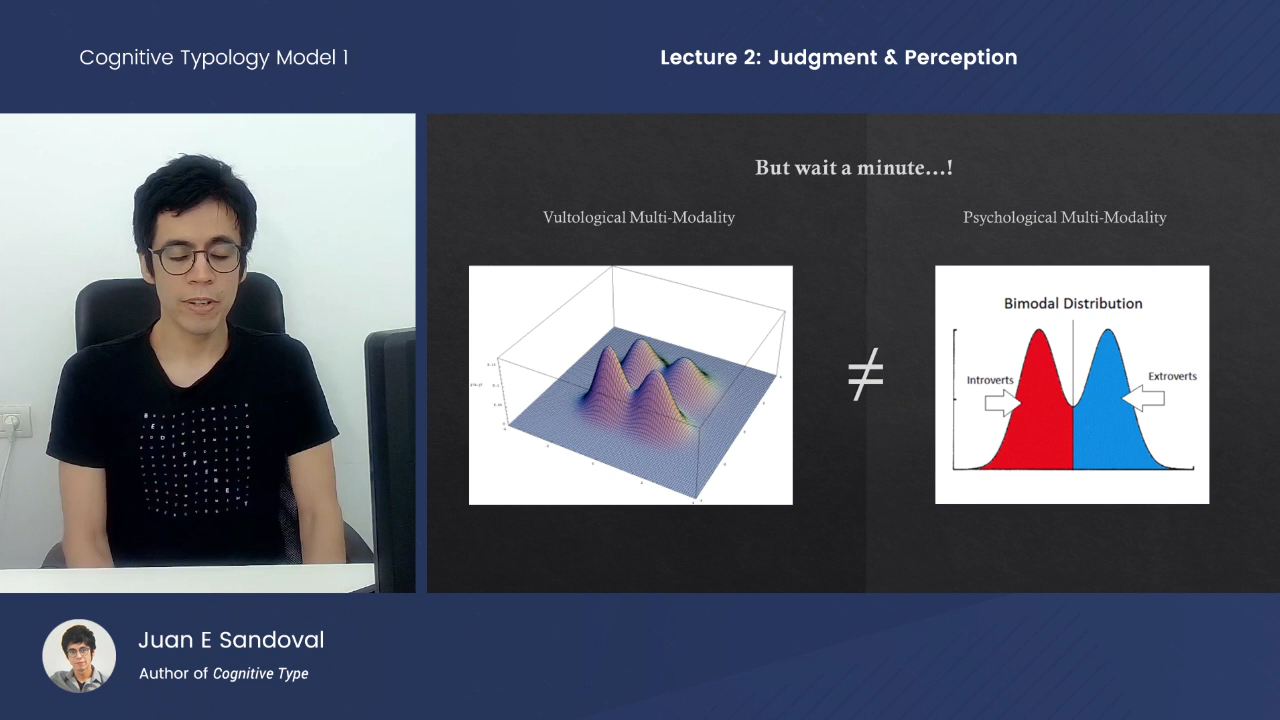 Cognitive Typology Model 1
Lecture 2: Judgment & Perception
But wait a minute...!
Vultological Multi-Modality
Psychological Multi-Modality
≠
Bimodal Distribution
Introverts
Extroverts
Juan E Sandoval
Author of Cognitive Type